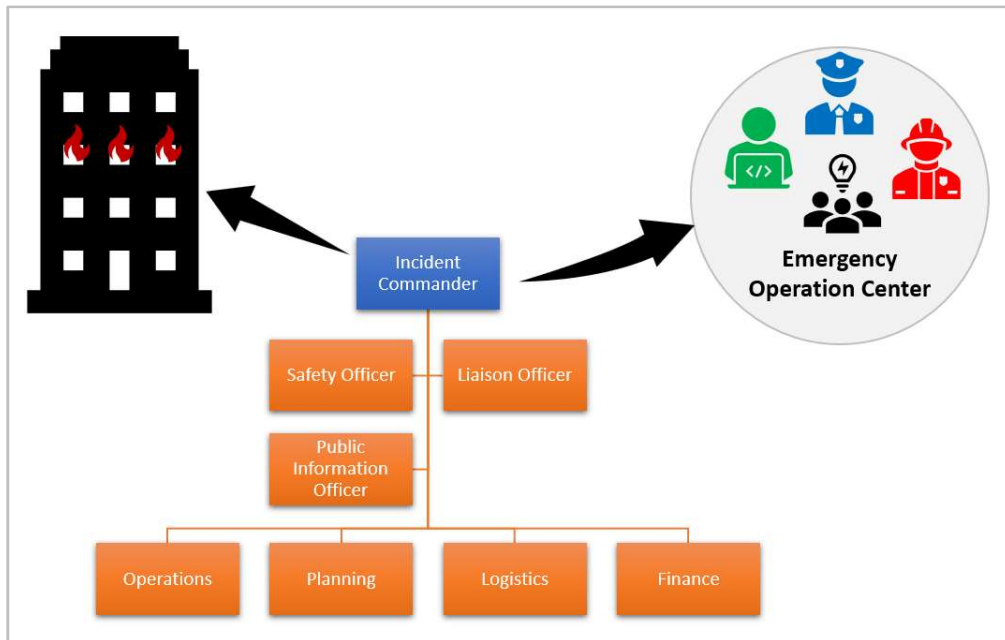 </>
Emergency
Operation Center
Incident
Commander
Safety Officer
Liaison Officer
Public
Information
Officer
Operations
Planning
Logistics
Finance